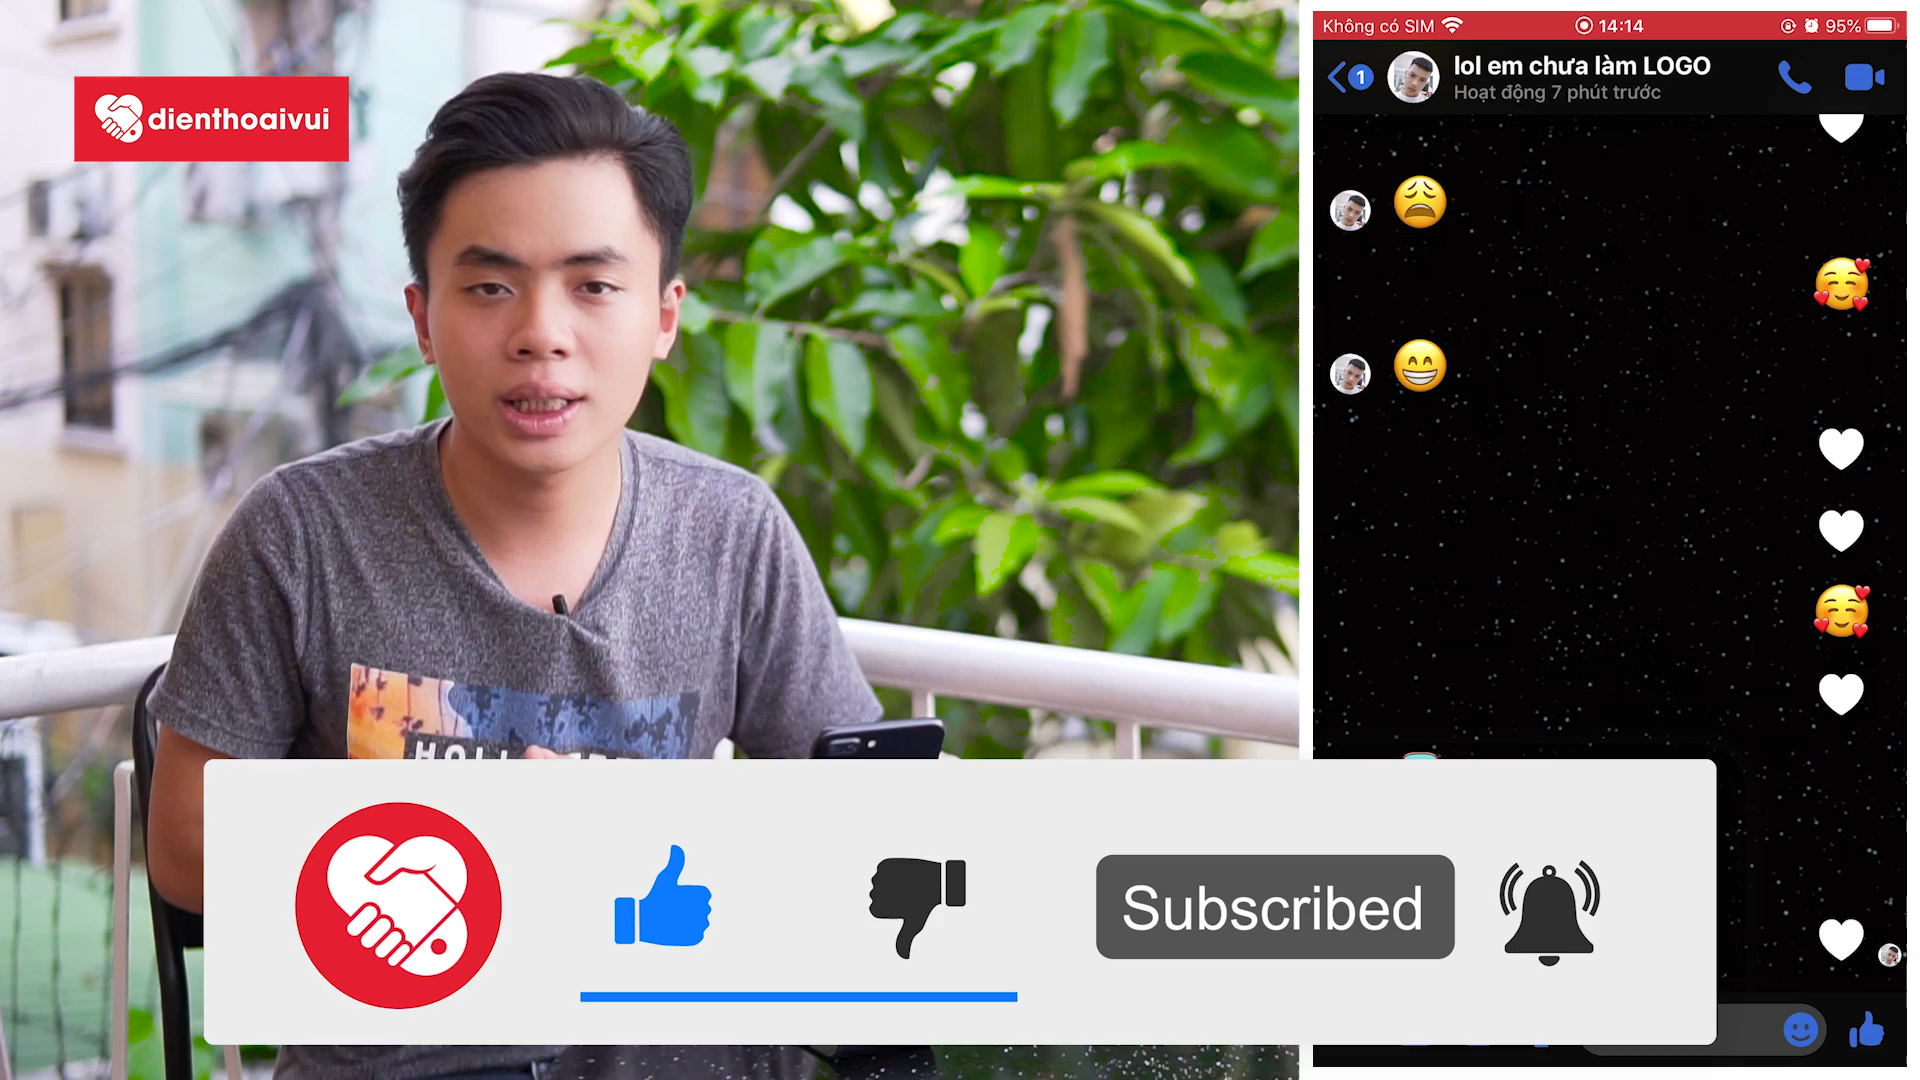 dienthoaivui
Không có SIM
14:14
95%
1
lol em chưa làm LOGO
Hoạt động 7 phút trước
Subscribed